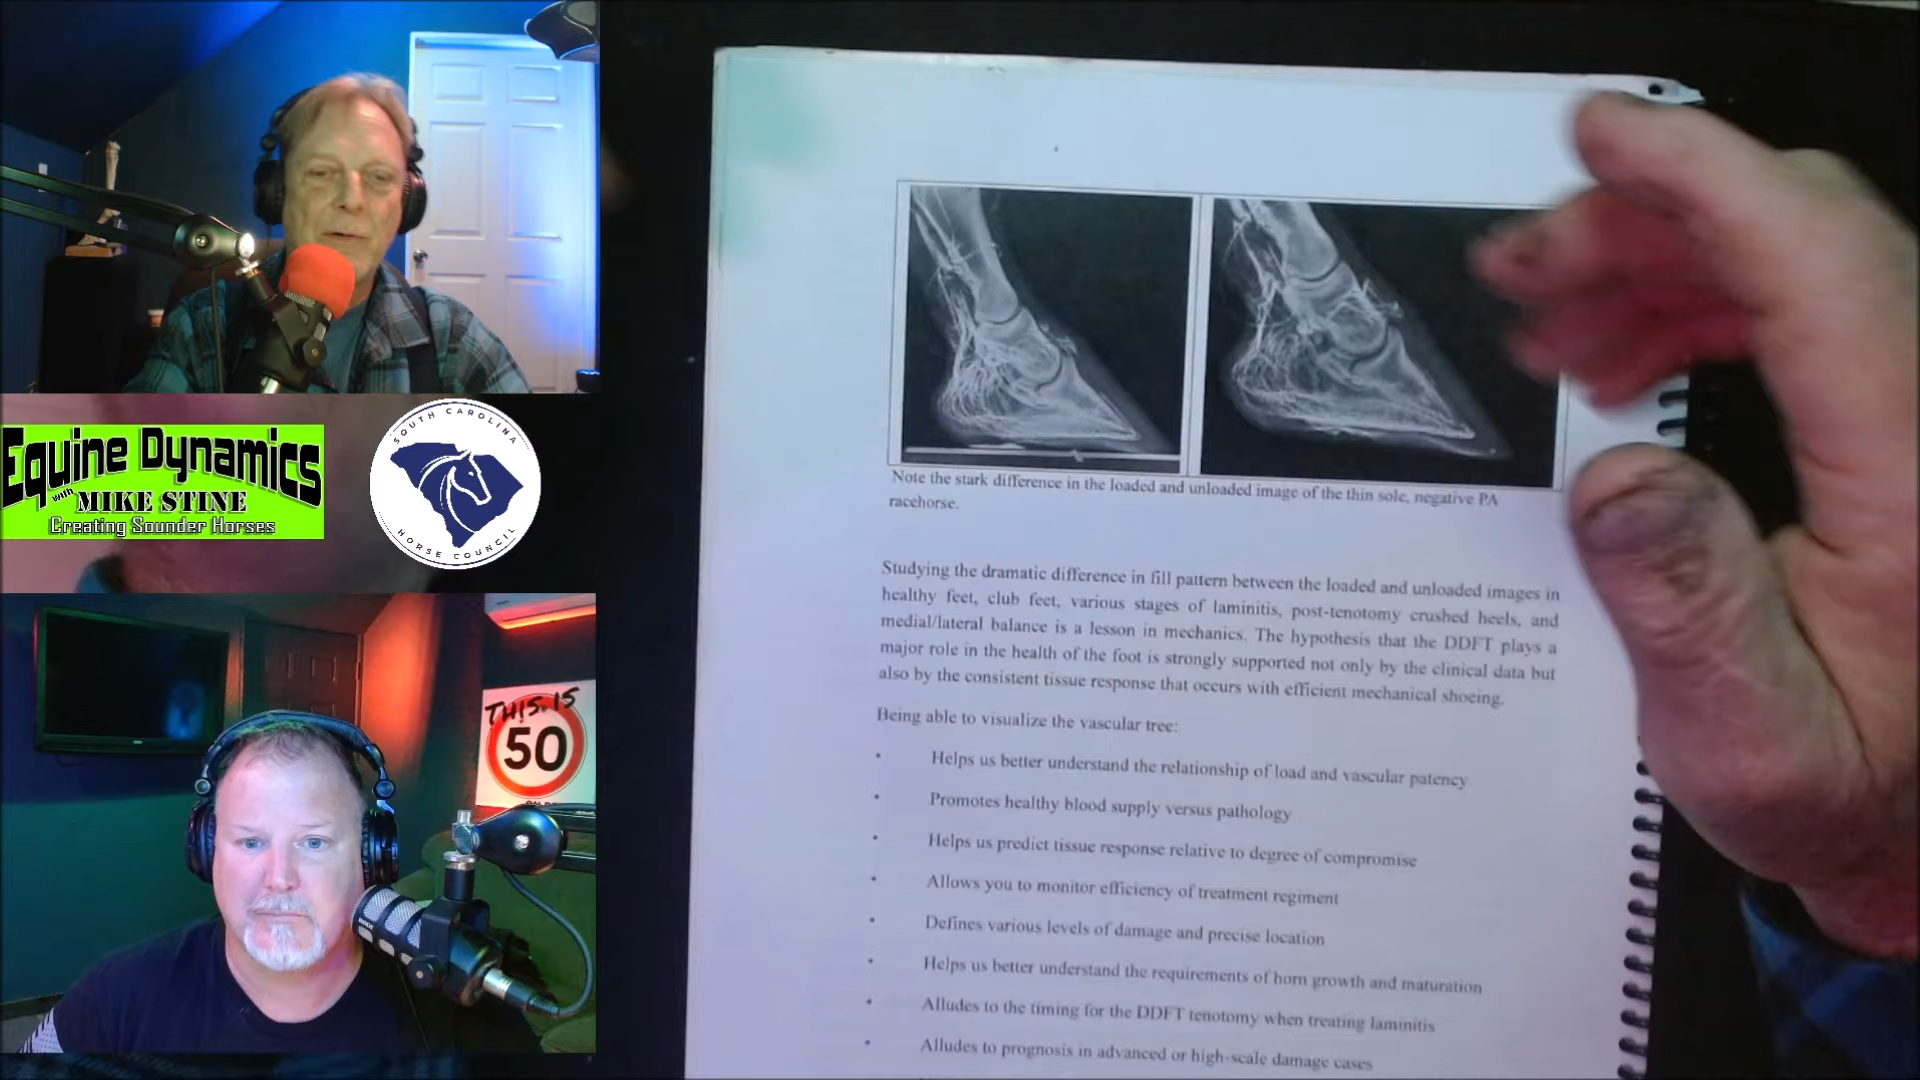 Equine Dynamics
with MIKE STINE
Creating Sounder Horses
SOUTH CAROLINA
HORSE COUNCIL
THIS IS
50
Note the stark difference in the loaded and unloaded image of the thin sole, negative PA
racehorse.
Studying the dramatic difference in fill pattern between the loaded and unloaded images in
healthy feet, club feet, various stages of laminitis, post-tenotomy crushed heels, and
medial/lateral balance is a lesson in mechanics. The hypothesis that the DDFT plays a
major role in the health of the foot is strongly supported not only by the clinical data but
also by the consistent tissue response that occurs with efficient mechanical shoeing.
Being able to visualize the vascular tree:
• Helps us better understand the relationship of load and vascular patency
• Promotes healthy blood supply versus pathology
• Helps us predict tissue response relative to degree of compromise
• Allows you to monitor efficiency of treatment regiment
• Defines various levels of damage and precise location
• Helps us better understand the requirements of horn growth and maturation
• Alludes to the timing for the DDFT tenotomy when treating laminitis
• Alludes to prognosis in advanced or high-scale damage cases